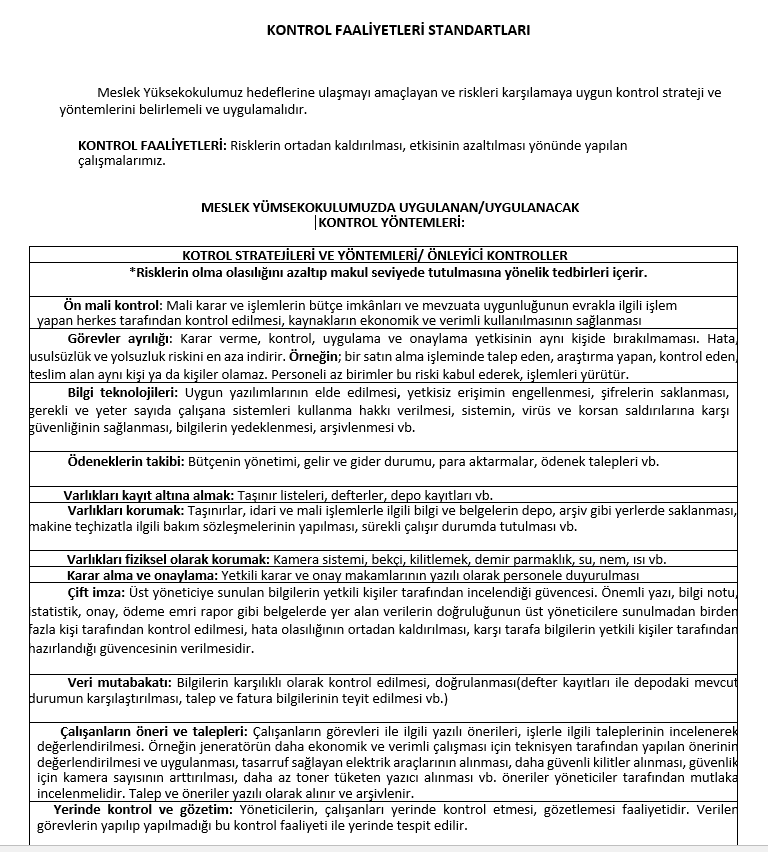 KONTROL FAALİYETLERİ STANDARTLARI
Meslek Yüksekokulumuz hedeflerine ulaşmayı amaçlayan ve riskleri karşılamaya uygun kontrol strateji ve
yöntemlerini belirlemeli ve uygulamalıdır.
KONTROL FAALİYETLERİ: Risklerin ortadan kaldırılması, etkisinin azaltılması yönünde yapılan
çalışmalarımız.
MESLEK YÜMSEKOKULUMUZDA UYGULANAN/UYGULANACAK
KONTROL YÖNTEMLERİ:
KOTROL STRATEJİLERİ VE YÖNTEMLERİ/ ÖNLEYİCİ KONTROLLER
*Risklerin olma olasılığını azaltıp makul seviyede tutulmasına yönelik tedbirleri içerir.
Ön mali kontrol: Mali karar ve işlemlerin bütçe imkânları ve mevzuata uygunluğunun evrakla ilgili işlem
yapan herkes tarafından kontrol edilmesi, kaynakların ekonomik ve verimli kullanılmasının sağlanması
Görevler ayrılığı: Karar verme, kontrol, uygulama ve onaylama yetkisinin aynı kişide bırakılmaması. Hata,
usulsüzlük ve yolsuzluk riskini en aza indirir. Örneğin; bir satın alma işleminde talep eden, araştırma yapan, kontrol eden,
teslim alan aynı kişi ya da kişiler olamaz. Personeli az birimler bu riski kabul ederek, işlemleri yürütür.
Bilgi teknolojileri: Uygun yazılımlarının elde edilmesi, yetkisiz erişimin engellenmesi, şifrelerin saklanması,
gerekli ve yeter sayıda çalışana sistemleri kullanma hakkı verilmesi, sistemin, virüs ve korsan saldırılarına karşı
güvenliğinin sağlanması, bilgilerin yedeklenmesi, arşivlenmesi vb.
Ödeneklerin takibi: Bütçenin yönetimi, gelir ve gider durumu, para aktarmalar, ödenek talepleri vb.
Varlıkları kayıt altına almak: Taşınır listeleri, defterler, depo kayıtları vb.
Varlıkları korumak: Taşınırlar, idari ve mali işlemlerle ilgili bilgi ve belgelerin depo, arşiv gibi yerlerde saklanması,
makine teçhizatla ilgili bakım sözleşmelerinin yapılması, sürekli çalışır durumda tutulması vb.
Varlıkları fiziksel olarak korumak: Kamera sistemi, bekçi, kilitlemek, demir parmaklık, su, nem, ısı vb.
Karar alma ve onaylama: Yetkili karar ve onay makamlarının yazılı olarak personele duyurulması
Çift imza: Üst yöneticiye sunulan bilgilerin yetkili kişiler tarafından incelendiği güvencesi. Önemli yazı, bilgi notu,
istatistik, onay, ödeme emri rapor gibi belgelerde yer alan verilerin doğruluğunun üst yöneticilere sunulmadan birden
fazla kişi tarafından kontrol edilmesi, hata olasılığının ortadan kaldırılması, karşı tarafa bilgilerin yetkili kişiler tarafından
hazırlandığı güvencesinin verilmesidir.
Veri mutabakatı: Bilgilerin karşılıklı olarak kontrol edilmesi, doğrulanması(defter kayıtları ile depodaki mevcut
durumun karşılaştırılması, talep ve fatura bilgilerinin teyit edilmesi vb.)
Çalışanların öneri ve talepleri: Çalışanların görevleri ile ilgili yazılı önerileri, işlerle ilgili taleplerinin incelenerek
değerlendirilmesi. Örneğin jeneratörün daha ekonomik ve verimli çalışması için teknisyen tarafından yapılan önerinin
değerlendirilmesi ve uygulanması, tasarruf sağlayan elektrik araçlarının alınması, daha güvenli kilitler alınması, güvenlik
için kamera sayısının arttırılması, daha az toner tüketen yazıcı alınması vb. öneriler yöneticiler tarafından mutlaka
incelenmelidir. Talep ve öneriler yazılı olarak alınır ve arşivlenir.
Yerinde kontrol ve gözetim: Yöneticilerin, çalışanları yerinde kontrol etmesi, gözetlemesi faaliyetidir. Verilen
görevlerin yapılıp yapılmadığı bu kontrol faaliyeti ile yerinde tespit edilir.